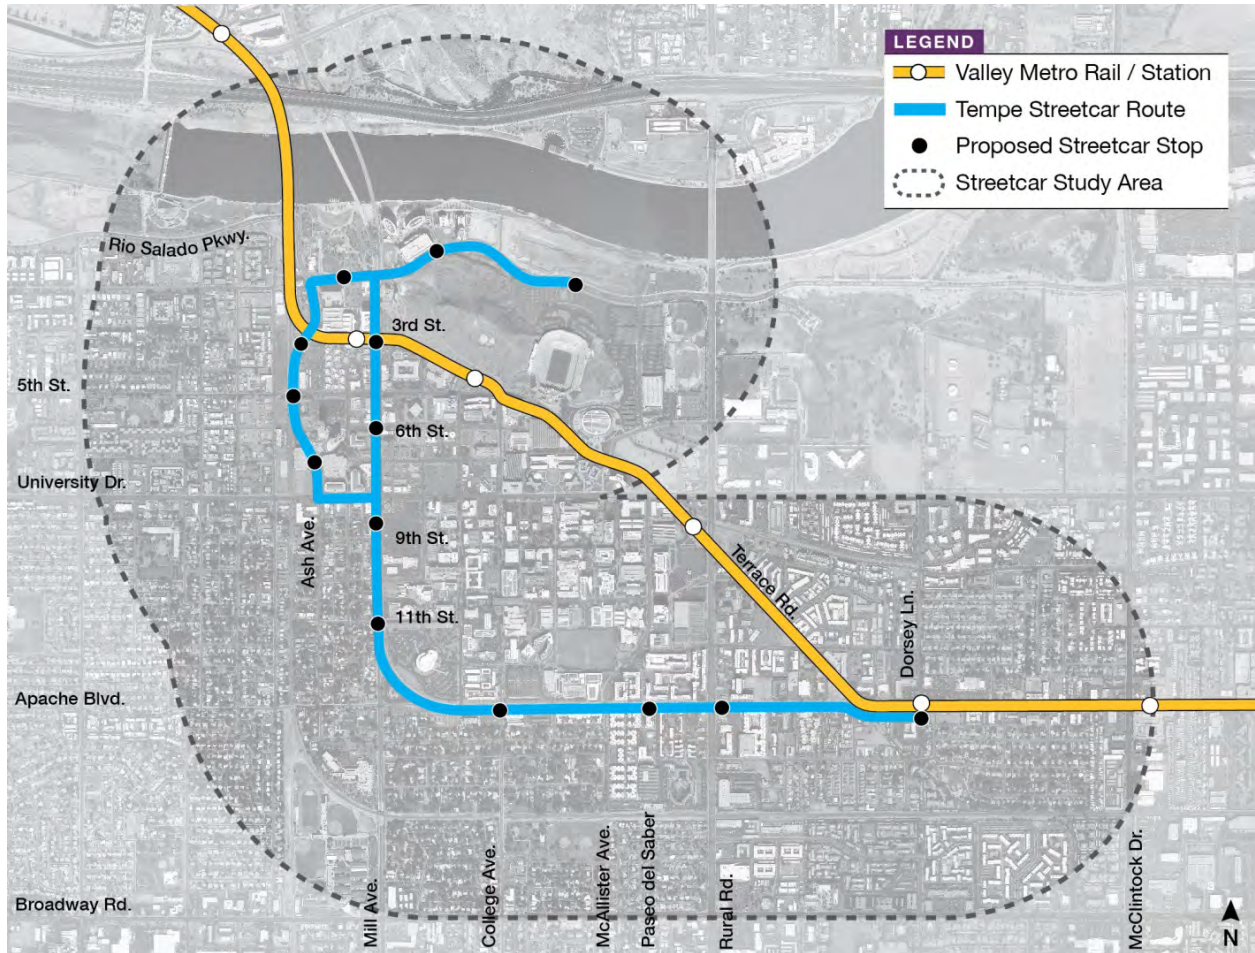 LEGEND
Valley Metro Rail / Station
Tempe Streetcar Route
Proposed Streetcar Stop
Streetcar Study Area
Rio Salado Pkwy.
3rd St.
5th St.
6th St.
University Dr.
9th St.
Ash Ave.
Terrace Rd.
11th St.
Dorsey Ln.
Apache Blvd.
Broadway Rd.
Mill Ave.
College Ave.
McAllister Ave.
Paseo del Saber
Rural Rd.
McClintock Dr.
N